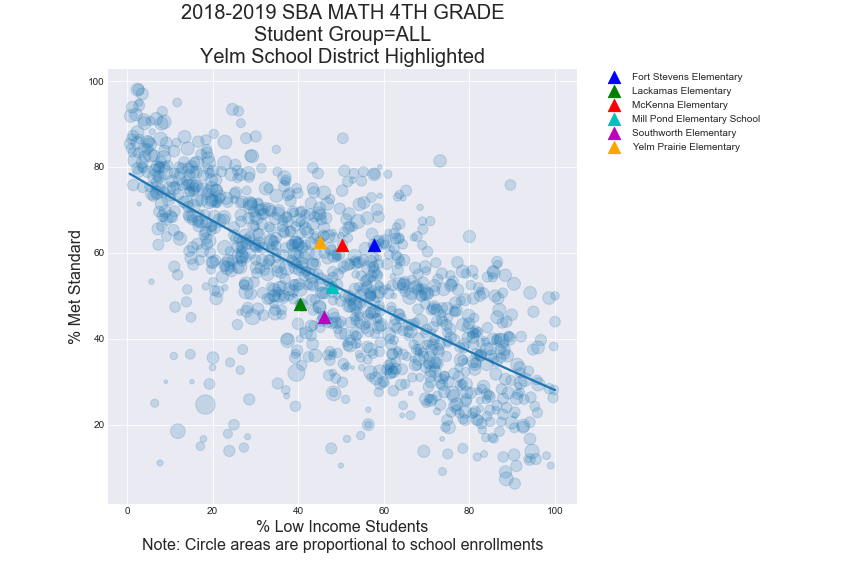 2018-2019 SBA MATH 4TH GRADE
Student Group=ALL
Yelm School District Highlighted
100
80
60
40
20
% Met Standard
0 20 40 60 80 100
% Low Income Students
Note: Circle areas are proportional to school enrollments
Fort Stevens Elementary
Lackamas Elementary
McKenna Elementary
Mill Pond Elementary School
Southworth Elementary
Yelm Prairie Elementary